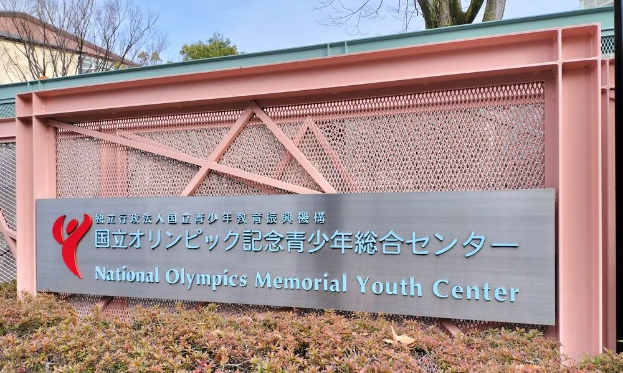 独立行政法人国立青少年教育振興機構
国立オリンピック記念青少年総合センター
National Olympics Memorial Youth Center